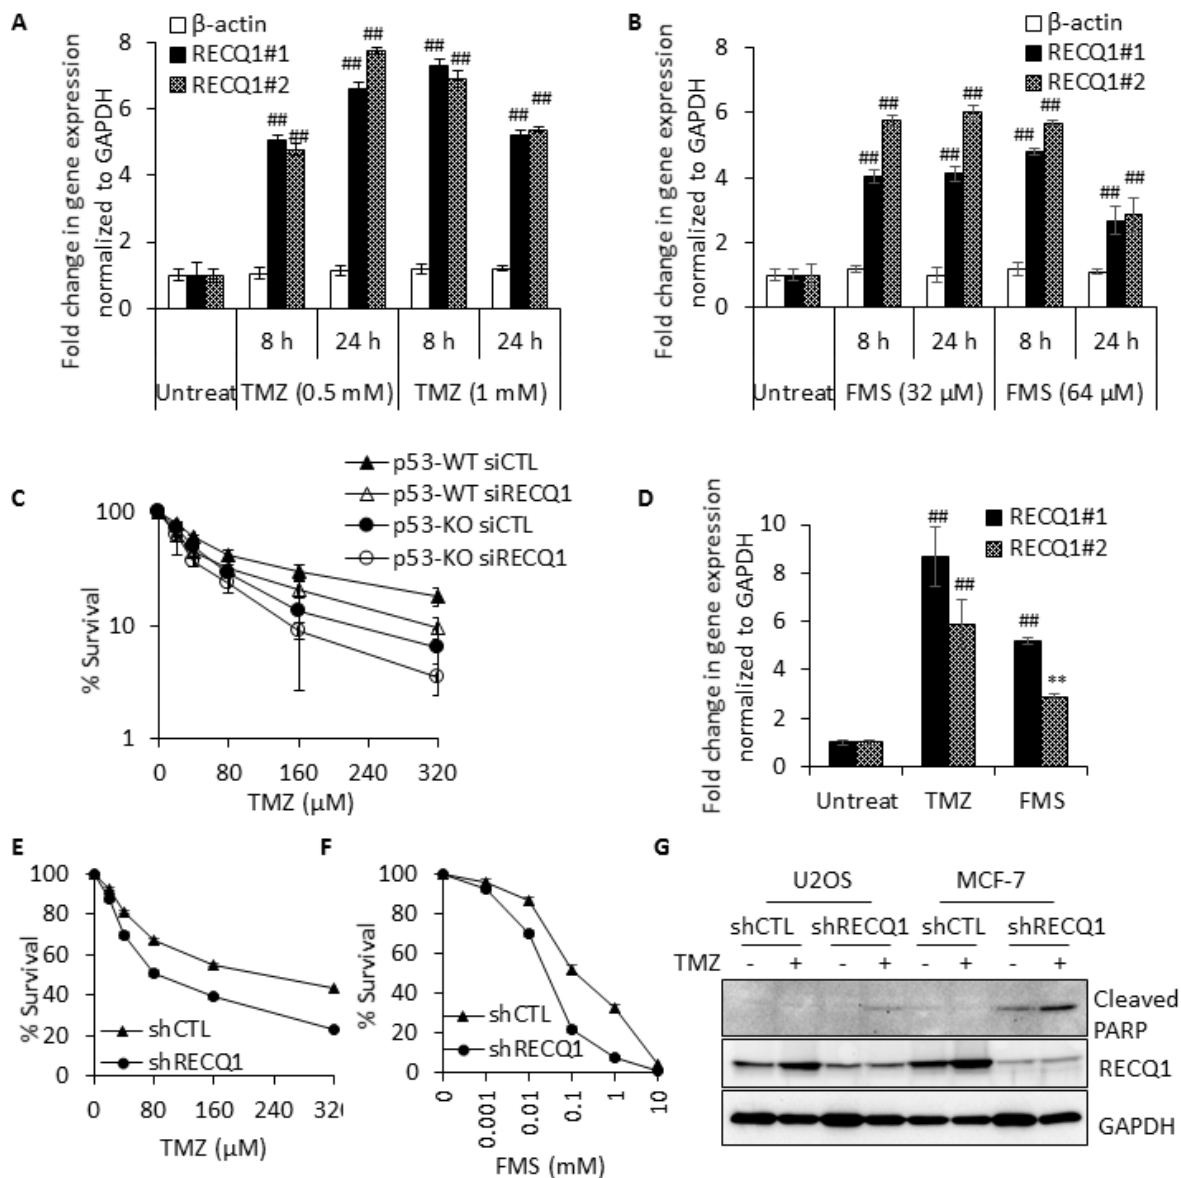 A
β-actin
RECQ1#1
RECQ1#2
Fold change in gene expression
normalized to GAPDH
8
6
4
2
0
## ## ## ## ## ## ## ##
8 h 24 h 8 h 24 h
Untreat TMZ (0.5 mM) TMZ (1 mM)
B
β-actin
RECQ1#1
RECQ1#2
Fold change in gene expression
normalized to GAPDH
8
6
4
2
0
## ## ## ## ## ## ## ##
8 h 24 h 8 h 24 h
Untreat FMS (32 µM) FMS (64 µM)
C
p53-WT siCTL
p53-WT siRECQ1
p53-KO siCTL
p53-KO siRECQ1
% Survival
100
10
1
0 80 160 240 320
TMZ (µM)
D
RECQ1#1
RECQ1#2
Fold change in gene expression
normalized to GAPDH
10
8
6
4
2
0
## ## ## **
Untreat TMZ FMS
E
% Survival
100
80
60
40
20
0
shCTL
shRECQ1
0 80 160 240 320
TMZ (µM)
F
% Survival
100
80
60
40
20
0
shCTL
shRECQ1
0 0.001 0.01 0.1 1 10
FMS (mM)
G
U2OS MCF-7
shCTL shRECQ1 shCTL shRECQ1
TMZ - + - + - + - +
Cleaved
PARP
RECQ1
GAPDH